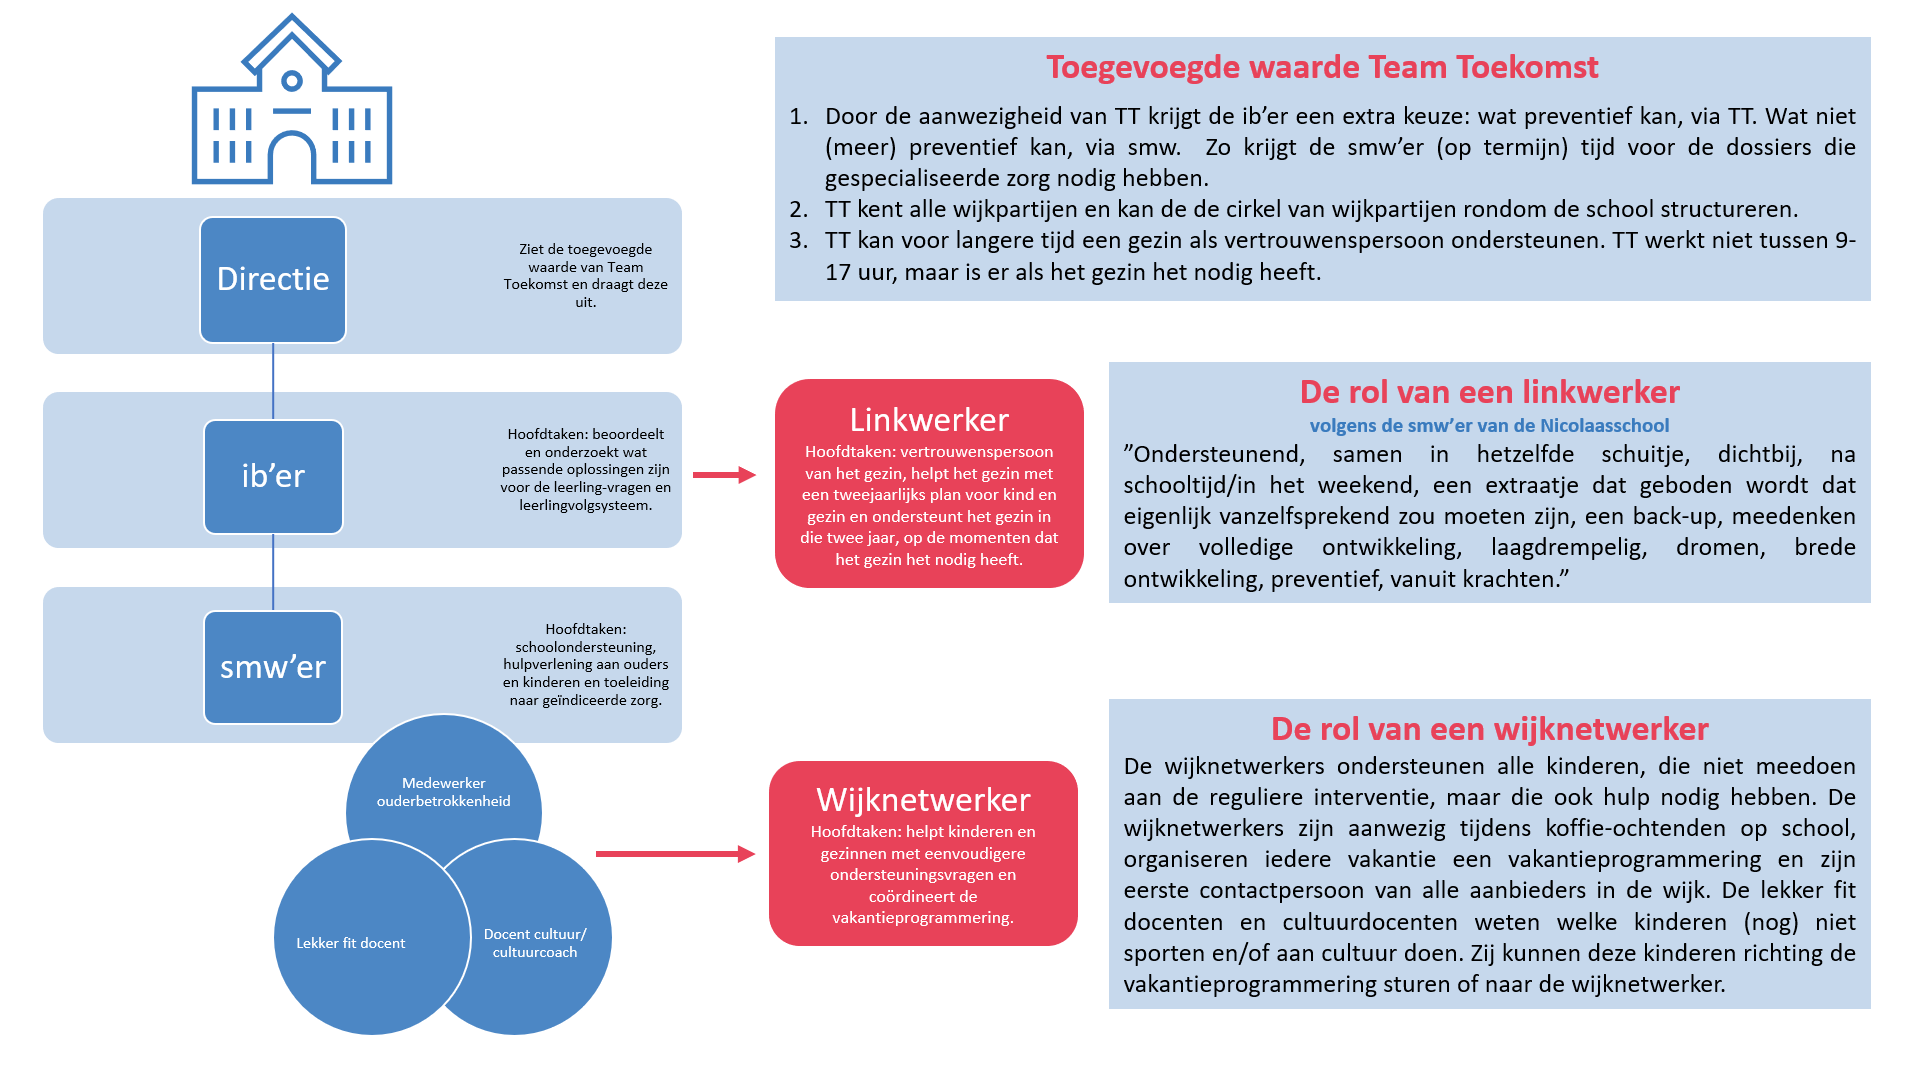 Toegevoegde waarde Team Toekomst
1. Door de aanwezigheid van TT krijgt de ib’er een extra keuze: wat preventief kan, via TT. Wat niet
(meer) preventief kan, via smw. Zo krijgt de smw’er (op termijn) tijd voor de dossiers die
gespecialiseerde zorg nodig hebben.
2. TT kent alle wijkpartijen en kan de de cirkel van wijkpartijen rondom de school structureren.
3. TT kan voor langere tijd een gezin als vertrouwenspersoon ondersteunen. TT werkt niet tussen 9-
17 uur, maar is er als het gezin het nodig heeft.
Directie
Ziet de toegevoegde
waarde van Team
Toekomst en draagt deze
uit.
ib’er
Hoofdtaken: beoordeelt
en onderzoekt wat
passende oplossingen zijn
voor de leerling-vragen en
leerlingvolgsysteem.
Linkwerker
Hoofdtaken: vertrouwenspersoon
van het gezin, helpt het gezin met
een tweejaarlijks plan voor kind en
gezin en ondersteunt het gezin in
die twee jaar, op de momenten dat
het gezin het nodig heeft.
De rol van een linkwerker
volgens de smw’er van de Nicolaasschool
”Ondersteunend, samen in hetzelfde schuitje, dichtbij, na
schooltijd/in het weekend, een extraatje dat geboden wordt dat
eigenlijk vanzelfsprekend zou moeten zijn, een back-up, meedenken
over volledige ontwikkeling, laagdrempelig, dromen, brede
ontwikkeling, preventief, vanuit krachten.”
smw’er
Hoofdtaken:
schoolondersteuning,
hulpverlening aan ouders
en kinderen en toeleiding
naar geïndiceerde zorg.
Medewerker
ouderbetrokkenheid
Lekker fit docent
Docent cultuur/
cultuurcoach
Wijknetwerker
Hoofdtaken: helpt kinderen en
gezinnen met eenvoudigere
ondersteuningsvragen en
coördineert de
vakantieprogrammering.
De rol van een wijknetwerker
De wijknetwerkers ondersteunen alle kinderen, die niet meedoen
aan de reguliere interventie, maar die ook hulp nodig hebben. De
wijknetwerkers zijn aanwezig tijdens koffie-ochtenden op school,
organiseren iedere vakantie een vakantieprogrammering en zijn
eerste contactpersoon van alle aanbieders in de wijk. De lekker fit
docenten en cultuurdocenten weten welke kinderen (nog) niet
sporten en/of aan cultuur doen. Zij kunnen deze kinderen richting de
vakantieprogrammering sturen of naar de wijknetwerker.